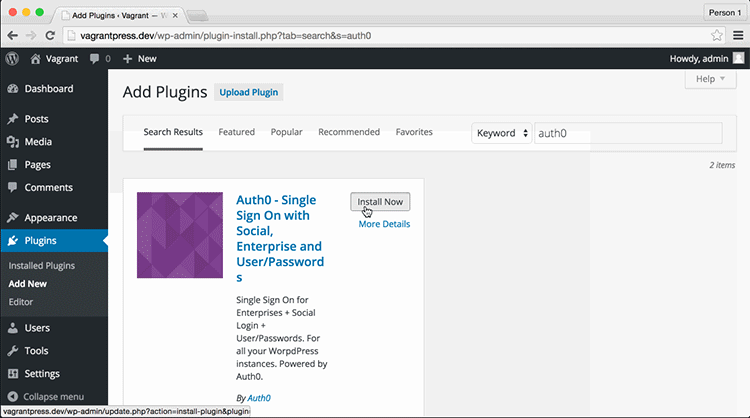 Add Plugins ‹ Vagrant — W
Person 1
vagrantpress.dev/wp-admin/plugin-install.php?tab=search&s=auth0
Vagrant 0 + New Howdy, admin
Help
Dashboard
Posts
Media
Pages
Comments
Appearance
Plugins
Installed Plugins
Add New
Editor
Users
Tools
Settings
Collapse menu
Add Plugins Upload Plugin
Search Results Featured Popular Recommended Favorites Keyword auth0
2 items
Auth0 - Single
Sign On with
Social,
Enterprise and
User/Password
s
Install Now
More Details
Single Sign On for
Enterprises + Social
Login +
User/Passwords. For
all your WorpdPress
instances. Powered by
Auth0.
By Auth0
vagrantpress.dev/wp-admin/update.php?action=install-plugin&plugin